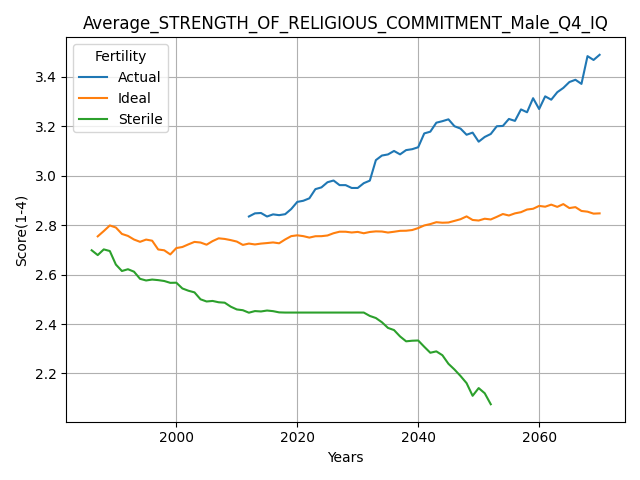 Average_STRENGTH_OF_RELIGIOUS_COMMITMENT_Male_Q4_IQ
Fertility
Actual
Ideal
Sterile
3.4
3.2
3.0
2.8
2.6
2.4
2.2
Score(1-4)
2000 2020 2040 2060
Years